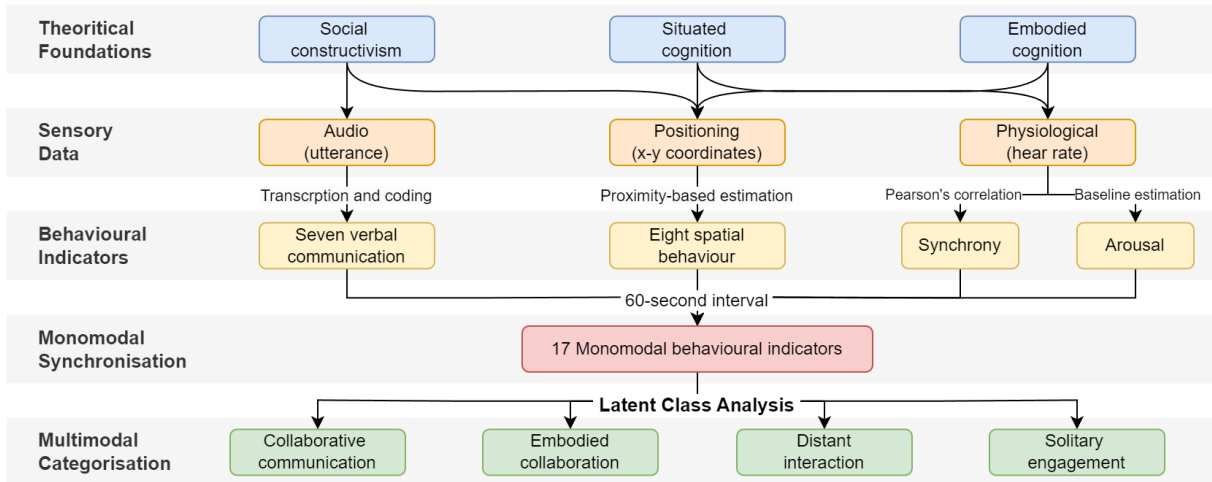 Theoritical
Foundations
Social
constructivism
Situated
cognition
Embodied
cognition
Sensory
Data
Audio
(utterance)
Positioning
(x-y coordinates)
Physiological
(hear rate)
Transcrption and coding
Proximity-based estimation
Pearson's correlation
Baseline estimation
Behavioural
Indicators
Seven verbal
communication
Eight spatial
behaviour
Synchrony
Arousal
60-second interval
Monomodal
Synchronisation
17 Monomodal behavioural indicators
Latent Class Analysis
Multimodal
Categorisation
Collaborative
communication
Embodied
collaboration
Distant
interaction
Solitary
engagement